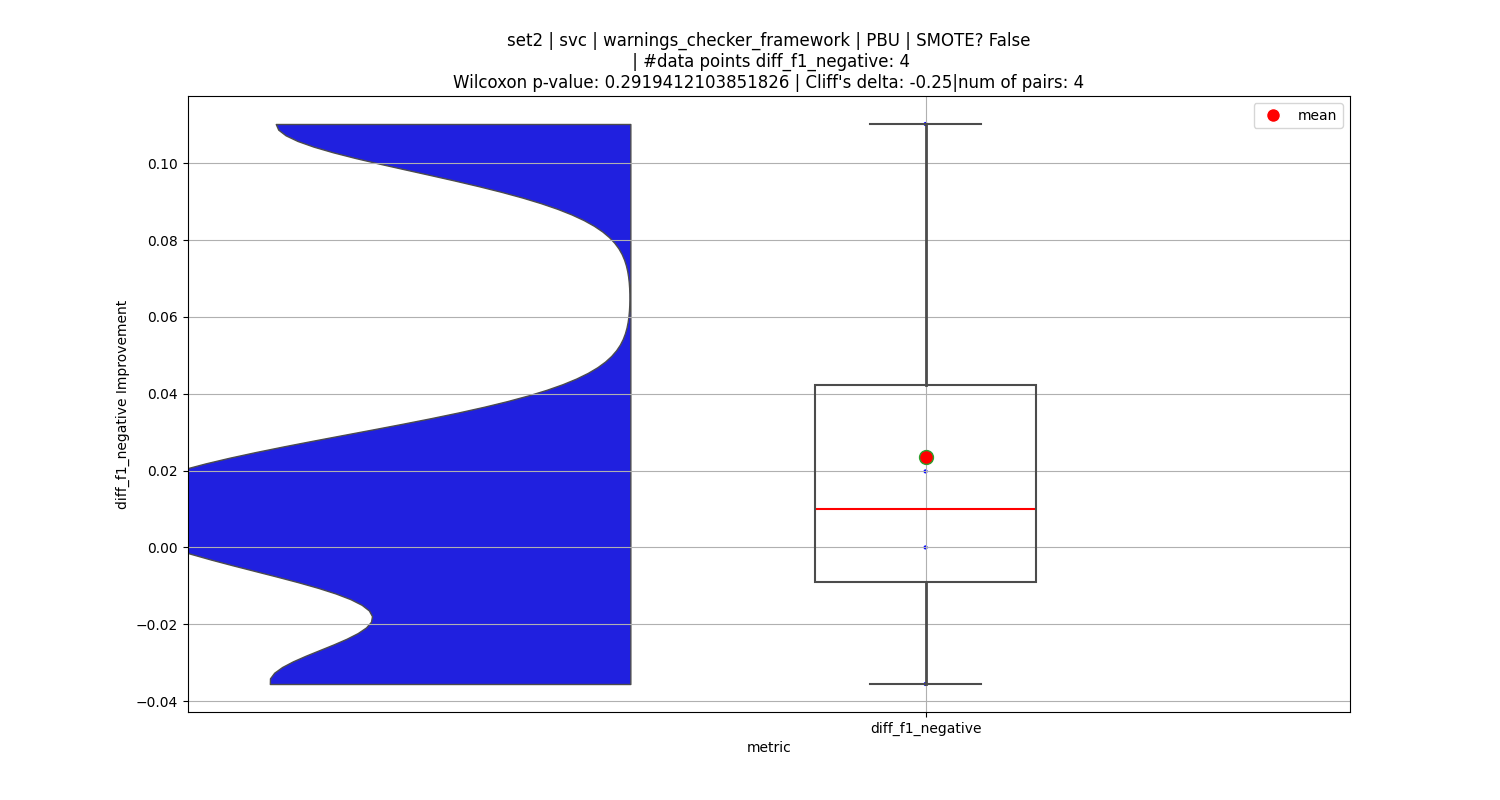 set2 | svc | warnings_checker_framework | PBU | SMOTE? False
| #data points diff_f1_negative: 4
Wilcoxon p-value: 0.2919412103851826 | Cliff's delta: -0.25|num of pairs: 4
mean
0.10
0.08
0.06
0.04
0.02
0.00
−0.02
−0.04
diff_f1_negative Improvement
diff_f1_negative
metric